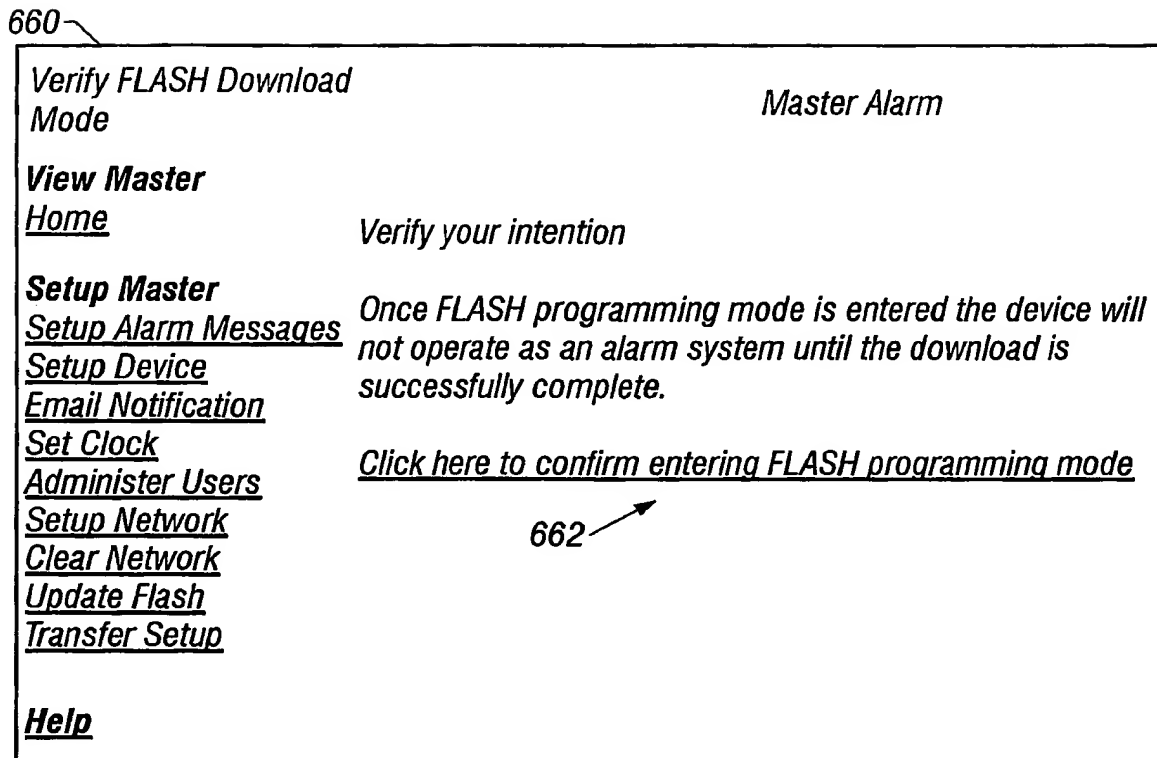 660
Verify FLASH Download
Mode
Master Alarm
View Master
Home
Setup Master
Setup Alarm Messages
Setup Device
Email Notification
Set Clock
Administer Users
Setup Network
Clear Network
Update Flash
Transfer Setup
Help
Verify your intention
Once FLASH programming mode is entered the device will
not operate as an alarm system until the download is
successfully complete.
Click here to confirm entering FLASH programming mode
662